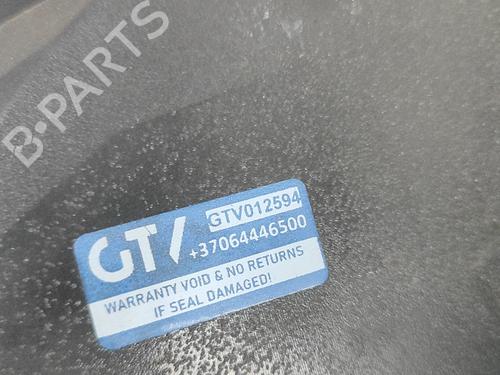 B-PARTS
GTV GTV012594
+37064446500
WARRANTY VOID & NO RETURNS
IF SEAL DAMAGED!